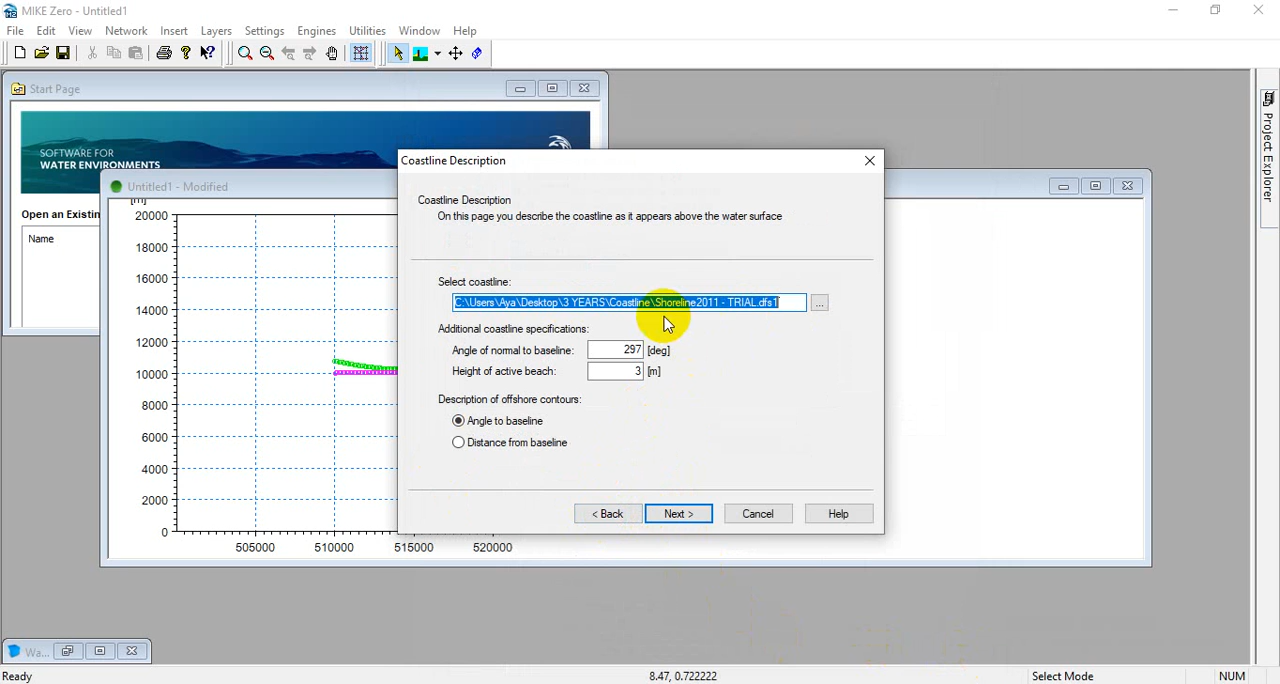 MIKE Zero - Untitled1
File Edit View Network Insert Layers Settings Engines Utilities Window Help
Start Page
SOFTWARE FOR
WATER ENVIRONMENTS
Open an Existin
Name
Untitled1 - Modified
[m]
20000
18000
16000
14000
12000
10000
8000
6000
4000
2000
0
505000 510000 515000 520000
Coastline Description
Coastline Description
On this page you describe the coastline as it appears above the water surface
Select coastline:
C:\Users\Aya\Desktop\3 YEARS\Coastline\Shoreline2011 - TRIAL.dfs1
...
Additional coastline specifications:
Angle of normal to baseline: 297 [deg]
Height of active beach: 3 [m]
Description of offshore contours:
Angle to baseline
Distance from baseline
< Back Next > Cancel Help
Project Explorer
Wa...
Ready 8.47, 0.722222 Select Mode NUM